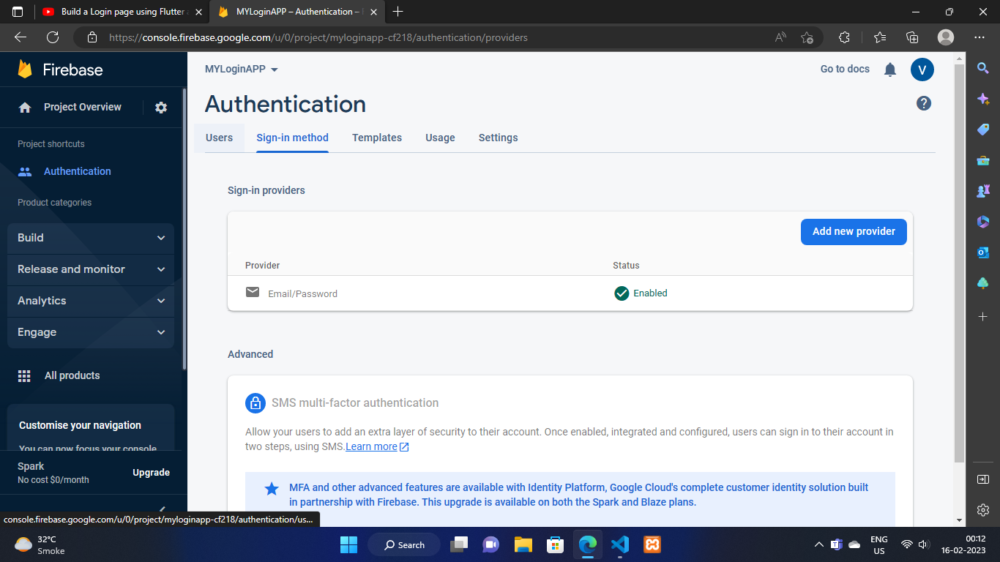 Build a Login page using Flutter
MYLoginAPP – Authentication –
https://console.firebase.google.com/u/0/project/myloginapp-cf218/authentication/providers
Firebase
MYLoginAPP
Go to docs
V
Project Overview
Authentication
Users
Sign-in method
Templates
Usage
Settings
Project shortcuts
Authentication
Product categories
Build
Release and monitor
Analytics
Engage
All products
Customise your navigation
You can now focus your console
Spark
No cost $0/month
Upgrade
Sign-in providers
Add new provider
Provider
Status
Email/Password
Enabled
Advanced
SMS multi-factor authentication
Allow your users to add an extra layer of security to their account. Once enabled, integrated and configured, users can sign in to their account in
two steps, using SMS.Learn more
MFA and other advanced features are available with Identity Platform, Google Cloud's complete customer identity solution built
in partnership with Firebase. This upgrade is available on both the Spark and Blaze plans.
console.firebase.google.com/u/0/project/myloginapp-cf218/authentication/us...
32°C
Smoke
Search
ENG
US
00:12
16-02-2023